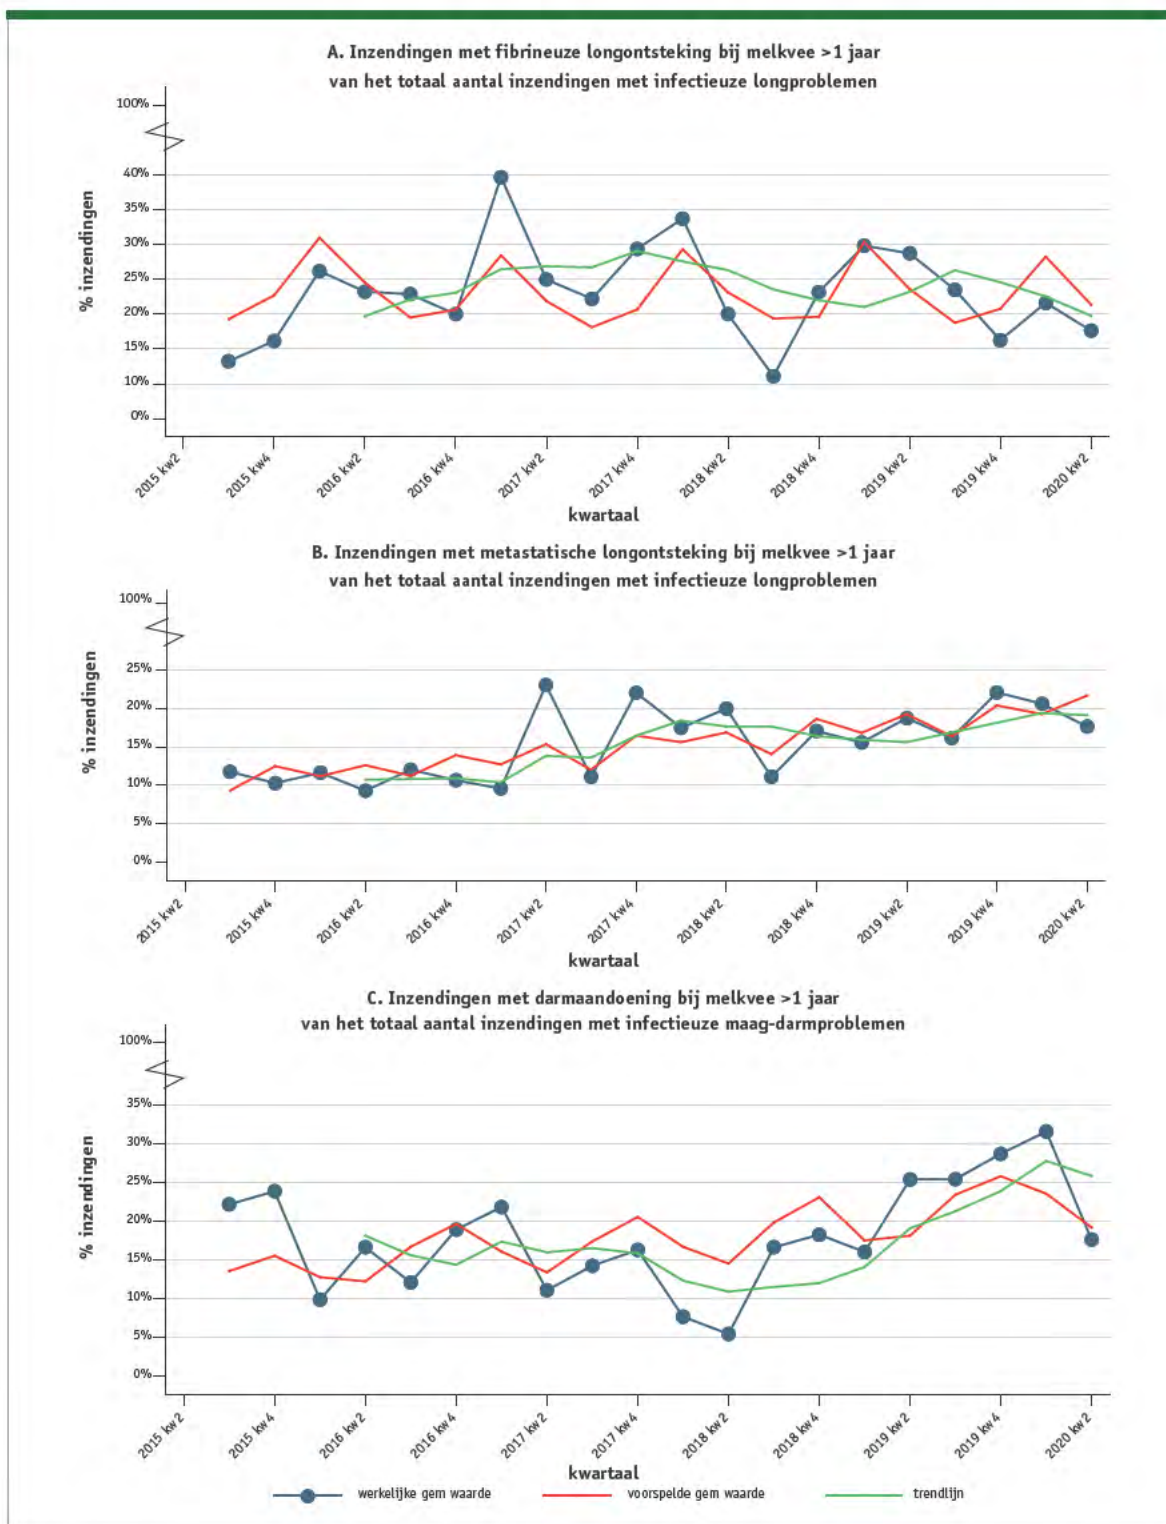 A. Inzendingen met fibrineuze longontsteking bij melkvee >1 jaar
van het totaal aantal inzendingen met infectieuze longproblemen
100%
40%
35%
30%
25%
20%
15%
10%
0%
% inzendingen
2015 kw2
2015 kw4
2016 kw2
2016 kw4
2017 kw2
2017 kw4
2018 kw2
2018 kw4
2019 kw2
2019 kw4
2020 kw2
kwartaal
B. Inzendingen met metastatische longontsteking bij melkvee >1 jaar
van het totaal aantal inzendingen met infectieuze longproblemen
100%
25%
20%
15%
10%
5%
0%
% inzendingen
2015 kw2
2015 kw4
2016 kw2
2016 kw4
2017 kw2
2017 kw4
2018 kw2
2018 kw4
2019 kw2
2019 kw4
2020 kw2
kwartaal
C. Inzendingen met darmaandoening bij melkvee >1 jaar
van het totaal aantal inzendingen met infectieuze maag-darmproblemen
100%
35%
30%
25%
20%
15%
10%
5%
0%
% inzendingen
2015 kw2
2015 kw4
2016 kw2
2016 kw4
2017 kw2
2017 kw4
2018 kw2
2018 kw4
2019 kw2
2019 kw4
2020 kw2
kwartaal
werkelijke gem waarde voorspelde gem waarde trendlijn